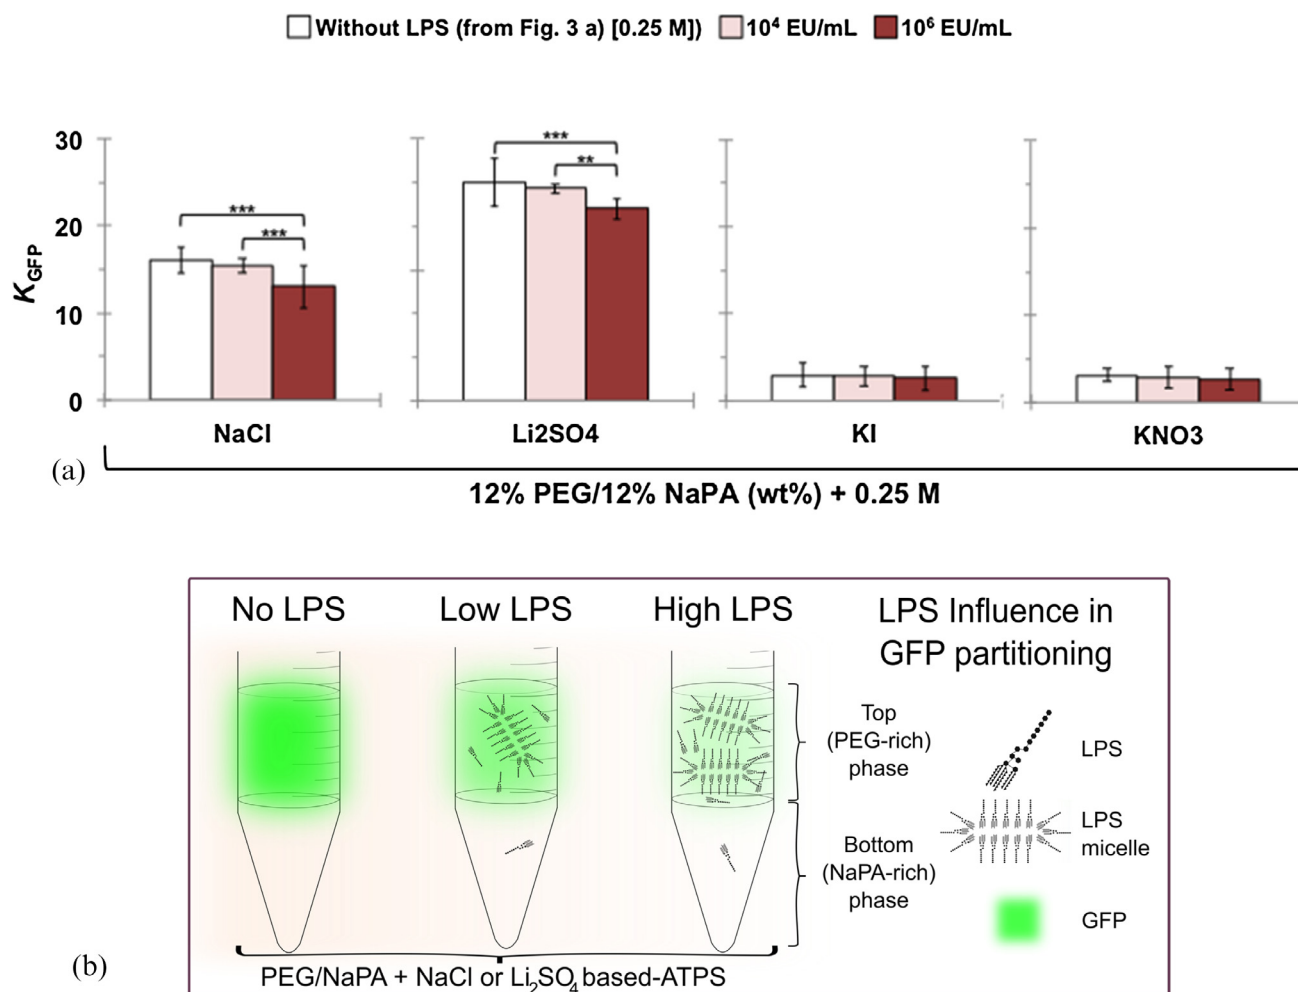 Without LPS (from Fig. 3 a) [0.25 M]) 10⁴ EU/mL 10⁶ EU/mL
30
20
10
0
K_GFP
***
***
***
**
NaCl Li2SO4 KI KNO3
(a)
12% PEG/12% NaPA (wt%) + 0.25 M
No LPS Low LPS High LPS
LPS Influence in
GFP partitioning
Top
(PEG-rich)
phase
LPS
Bottom
(NaPA-rich)
phase
LPS
micelle
GFP
(b)
PEG/NaPA + NaCl or Li₂SO₄ based-ATPS